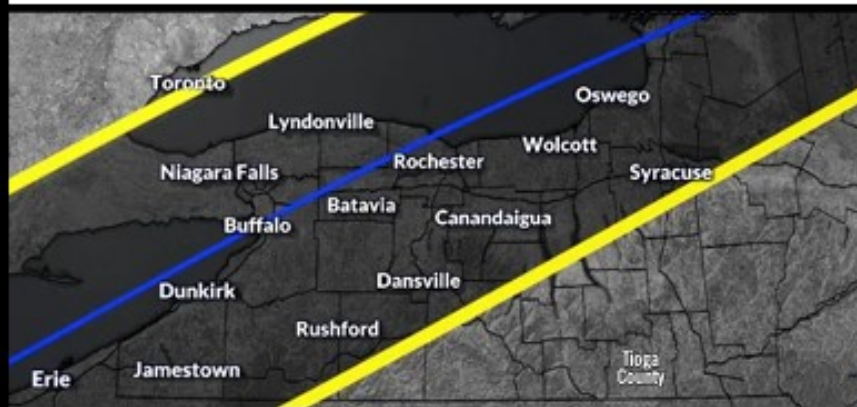 Toronto
Oswego
Lyndonville
Wolcott
Rochester
Niagara Falls
Syracuse
Batavia
Canandaigua
Buffalo
Dansville
Dunkirk
Rushford
Tioga
County
Jamestown
Erie